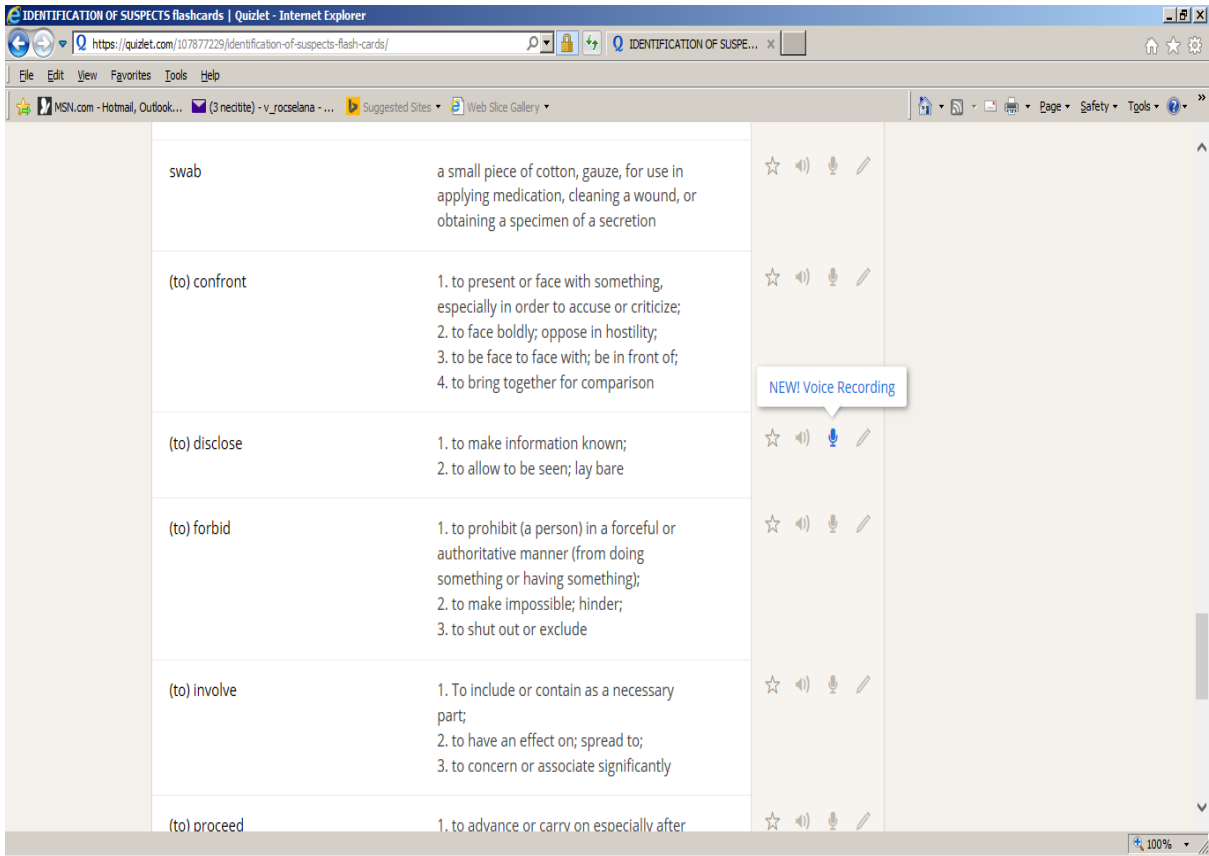 IDENTIFICATION OF SUSPECTS flashcards | Quizlet - Internet Explorer
https://quizlet.com/107877229/identification-of-suspects-flash-cards/
IDENTIFICATION OF SUSPE...
File Edit View Favorites Tools Help
MSN.com - Hotmail, Outlook... (3 necitite) - v_rocselana - ... Suggested Sites Web Slice Gallery Page Safety Tools
swab a small piece of cotton, gauze, for use in
applying medication, cleaning a wound, or
obtaining a specimen of a secretion
(to) confront 1. to present or face with something,
especially in order to accuse or criticize;
2. to face boldly; oppose in hostility;
3. to be face to face with; be in front of;
4. to bring together for comparison
NEW! Voice Recording
(to) disclose 1. to make information known;
2. to allow to be seen; lay bare
(to) forbid 1. to prohibit (a person) in a forceful or
authoritative manner (from doing
something or having something);
2. to make impossible; hinder;
3. to shut out or exclude
(to) involve 1. To include or contain as a necessary
part;
2. to have an effect on; spread to;
3. to concern or associate significantly
(to) proceed 1. to advance or carry on especially after
100%